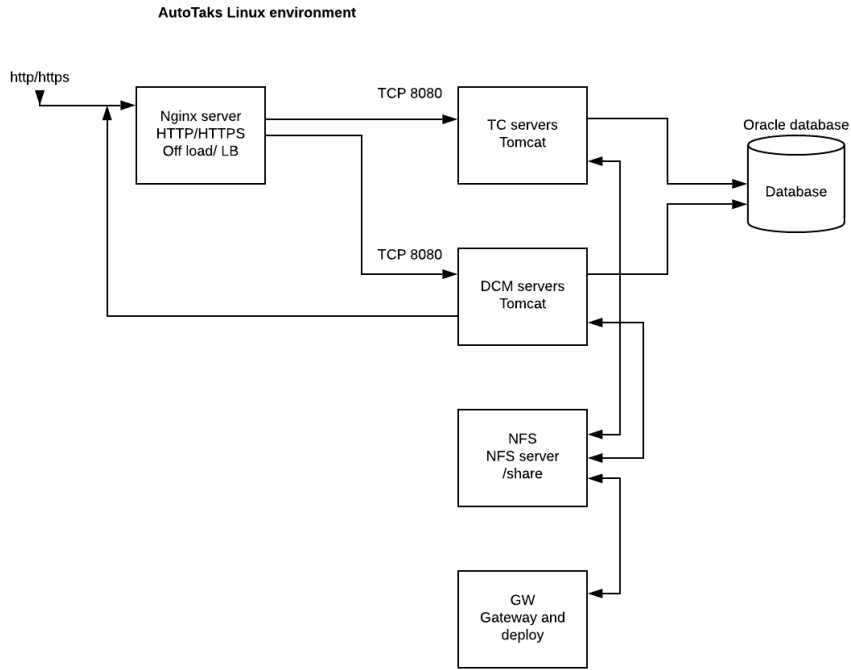 AutoTaks Linux environment
http/https
Nginx server
HTTP/HTTPS
Off load/ LB
TCP 8080
TC servers
Tomcat
Oracle database
Database
TCP 8080
DCM servers
Tomcat
NFS
NFS server
/share
GW
Gateway and
deploy